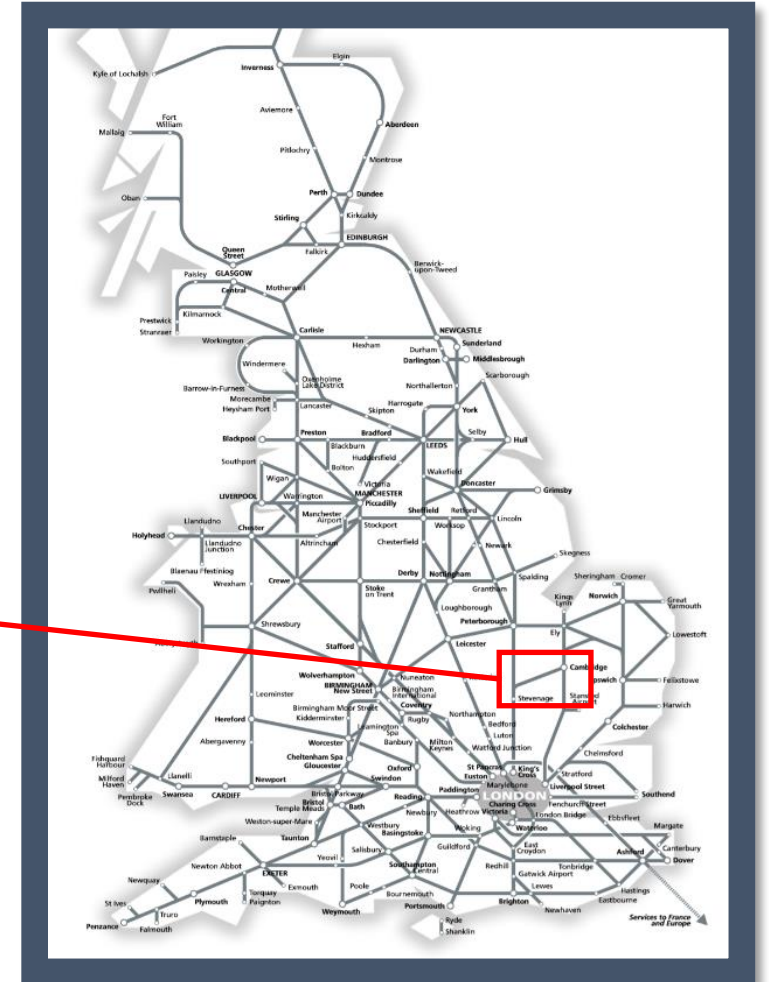 Elgin
Inverness
Kyle of Lochalsh
Aviemore
Fort
William
Mallaig
Aberdeen
Pitlochry
Montrose
Perth
Dundee
Oban
Stirling
Kirkcaldy
EDINBURGH
Queen
Street
Falkirk
Berwick-
upon-Tweed
Paisley
GLASGOW
Central
Motherwell
Kilmarnock
Prestwick
Stranraer
Carlisle
NEWCASTLE
Workington
Hexham
Sunderland
Durham
Darlington
Middlesbrough
Windermere
Scarborough
Oxenholme
Lake District
Barrow-in-Furness
Northallerton
Morecambe
Heysham Port
Lancaster
Harrogate
Skipton
York
Blackpool
Preston
Bradford
Selby
Hull
Blackburn
LEEDS
Huddersfield
Southport
Bolton
Wakefield
Wigan
Victoria
Doncaster
MANCHESTER
Piccadilly
Grimsby
LIVERPOOL
Warrington
Manchester
Airport
Sheffield
Retford
Lincoln
Llandudno
Stockport
Worksop
Chester
Holyhead
Llandudno
Junction
Altrincham
Chesterfield
Newark
Skegness
Blaenau Ffestiniog
Wrexham
Crewe
Stoke
on Trent
Derby
Nottingham
Grantham
Spalding
Sheringham
Cromer
Pwllheli
Kings
Lynn
Norwich
Great
Yarmouth
Loughborough
Shrewsbury
Peterborough
Ely
Lowestoft
Stafford
Leicester
Wolverhampton
Cambridge
Nuneaton
BIRMINGHAM
New Street
Birmingham
International
Felixstowe
Stevenage
Leominster
Birmingham Moor Street
Coventry
Harwich
Kidderminster
Rugby
Northampton
Hereford
Leamington
Spa
Bedford
Colchester
Abergavenny
Worcester
Banbury
Milton
Keynes
Luton
Watford Junction
Chelmsford
Cheltenham Spa
Gloucester
Oxford
St Pancras
Euston
King's
Cross
Stratford
Fishguard
Harbour
Llanelli
Newport
Swindon
Marylebone
Liverpool Street
Milford
Haven
Pembroke
Dock
Swansea
CARDIFF
Bristol Parkway
Bristol
Temple Meads
Bath
Reading
Paddington
LONDON
Southend
Charing Cross
Fenchurch Street
Newbury
Heathrow
Victoria
London Bridge
Ebbsfleet
Weston-super-Mare
Westbury
Basingstoke
Woking
Waterloo
Margate
Barnstaple
Taunton
Salisbury
Guildford
East
Croydon
Canterbury
Ashford
Dover
Yeovil
Newton Abbot
EXETER
Southampton
Central
Redhill
Tonbridge
Gatwick Airport
Newquay
Exmouth
Poole
Bournemouth
Lewes
Hastings
Torquay
Paignton
Eastbourne
St Ives
Plymouth
Weymouth
Portsmouth
Brighton
Newhaven
Truro
Falmouth
Penzance
Ryde
Shanklin
Services to France
and Europe